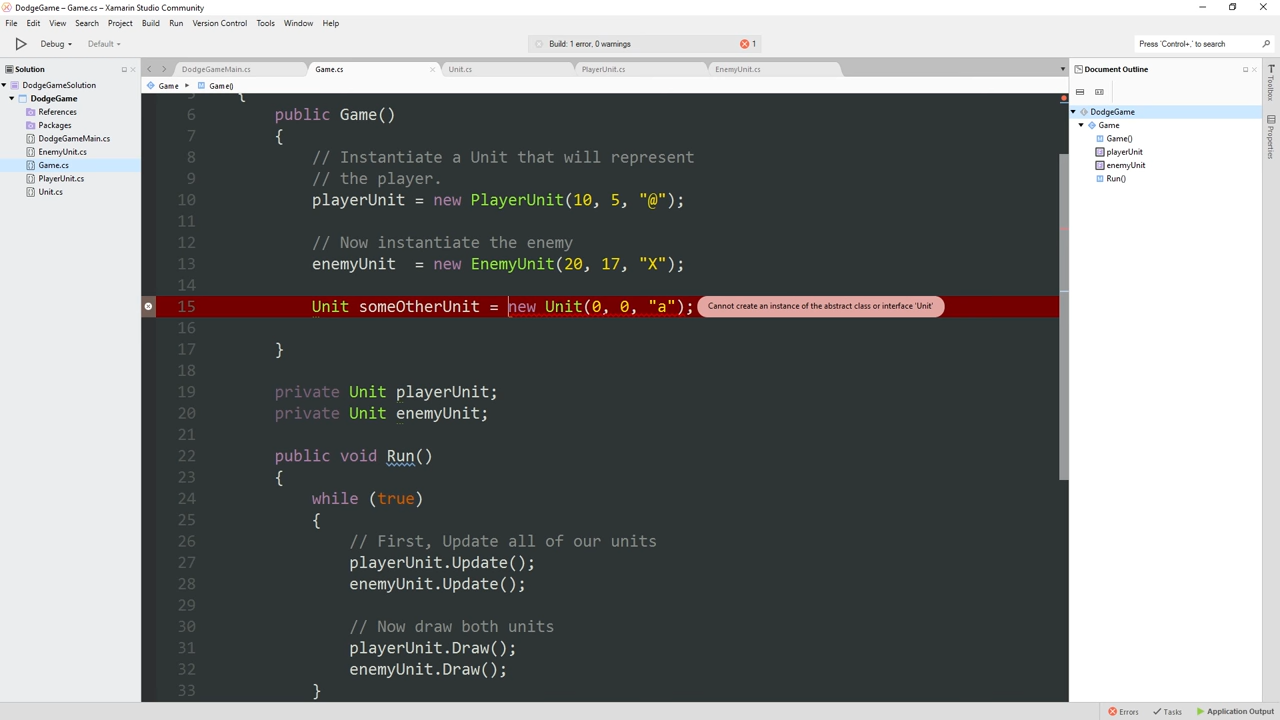 DodgeGame – Game.cs – Xamarin Studio Community
File Edit View Search Project Build Run Version Control Tools Window Help
Debug Default Build: 1 error, 0 warnings 1 Press 'Control+,' to search
Solution
DodgeGameSolution
DodgeGame
References
Packages
DodgeGameMain.cs
EnemyUnit.cs
Game.cs
PlayerUnit.cs
Unit.cs
DodgeGameMain.cs Game.cs Unit.cs PlayerUnit.cs EnemyUnit.cs
Game Game()
{
6 public Game()
7 {
8 // Instantiate a Unit that will represent
9 // the player.
10 playerUnit = new PlayerUnit(10, 5, "@");
11
12 // Now instantiate the enemy
13 enemyUnit  = new EnemyUnit(20, 17, "X");
14
15 Unit someOtherUnit = new Unit(0, 0, "a"); Cannot create an instance of the abstract class or interface 'Unit'
16
17 }
18
19 private Unit playerUnit;
20 private Unit enemyUnit;
21
22 public void Run()
23 {
24 while (true)
25 {
26 // First, Update all of our units
27 playerUnit.Update();
28 enemyUnit.Update();
29
30 // Now draw both units
31 playerUnit.Draw();
32 enemyUnit.Draw();
33 }
Document Outline
DodgeGame
Game
Game()
playerUnit
enemyUnit
Run()
Toolbox
Properties
Errors Tasks Application Output